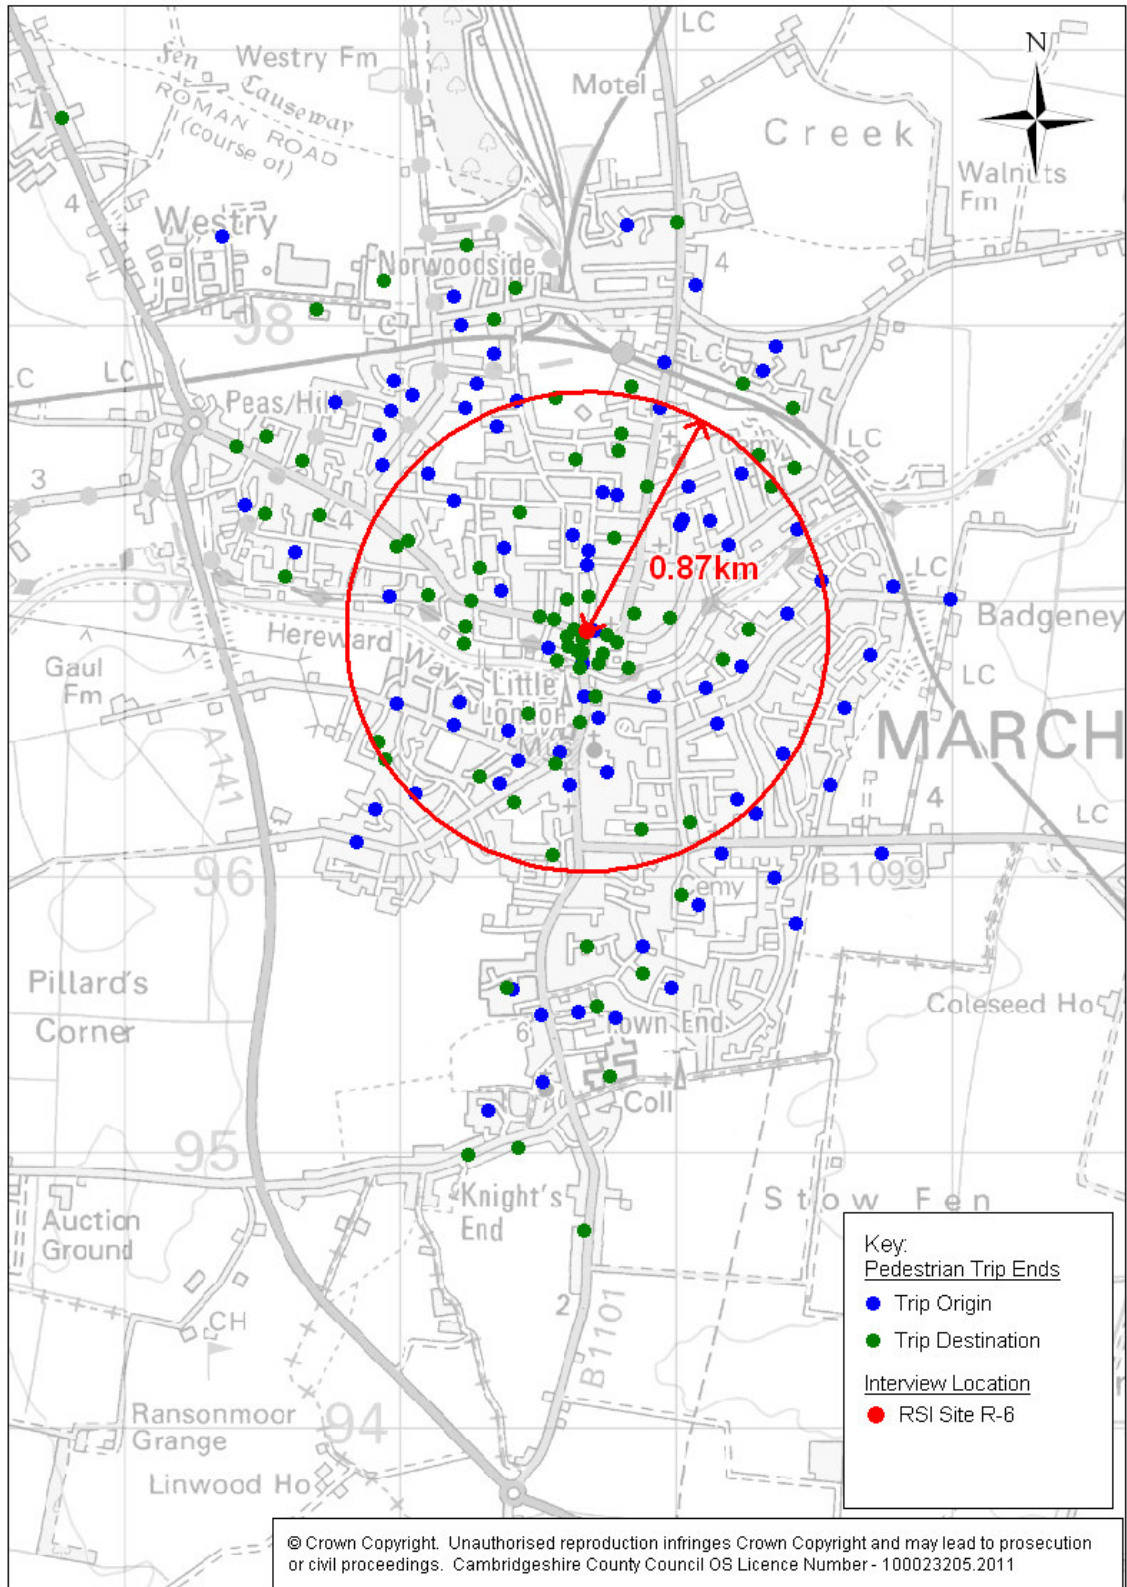 LC
N
Westry Fm
Fen Causeway
Motel
ROMAN ROAD
(course of)
Creek
Walnuts
Fm
4
Westry
4
Norwoodside
98
LC
LC
LC
LC
Peas/Hill
LC
Cemy
3
4
0.87km
LC
97
Badgeney
Hereward Way
Gaul
Fm
LC
Little
London
Mus
MARCH
A141
4
LC
96
B 1099
Cemy
Pillard's
Corner
Coleseed Ho
6
Town End
Coll
95
Knight's
End
Stow Fen
Auction
Ground
Key:
Pedestrian Trip Ends
Trip Origin
Trip Destination
Interview Location
RSI Site R-6
CH
2
B1101
Ransonmoor
Grange
94
Linwood Ho
© Crown Copyright. Unauthorised reproduction infringes Crown Copyright and may lead to prosecution
or civil proceedings. Cambridgeshire County Council OS Licence Number - 100023205.2011